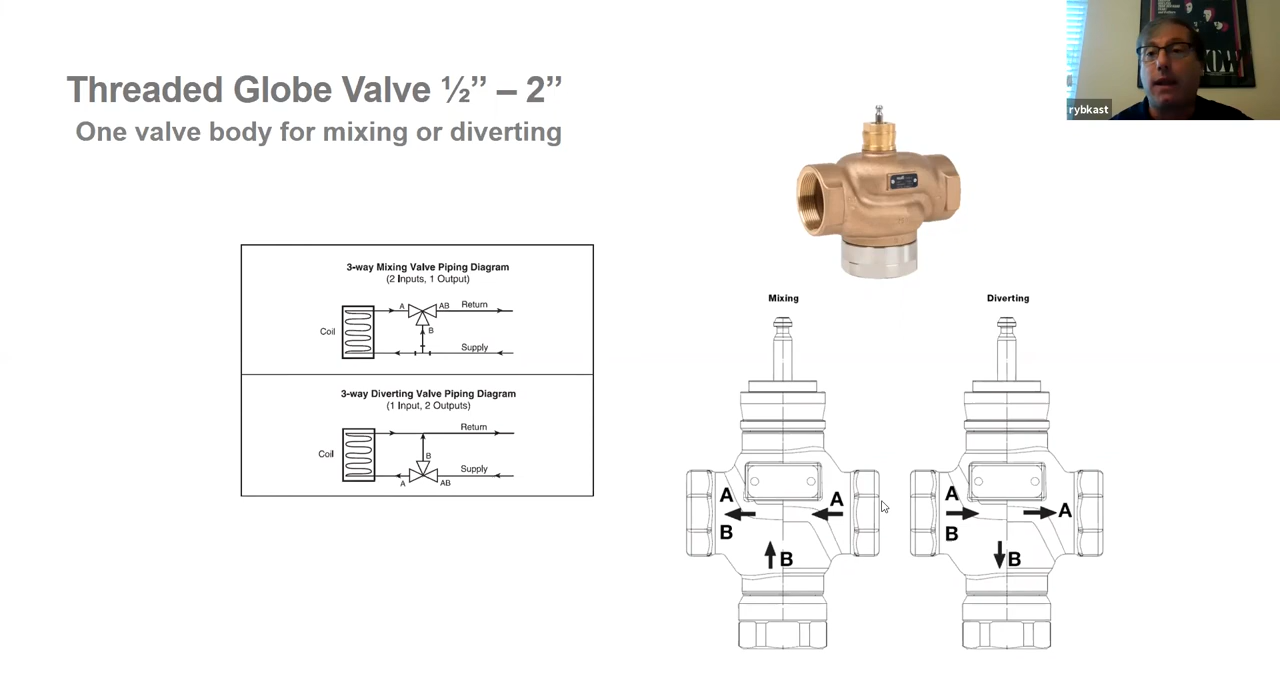 Threaded Globe Valve ½” – 2”
One valve body for mixing or diverting
rybkast
3-way Mixing Valve Piping Diagram
(2 Inputs, 1 Output)
A
AB
Return
B
Coil
Supply
3-way Diverting Valve Piping Diagram
(1 Input, 2 Outputs)
Return
B
Coil
Supply
A
AB
Mixing
A
A
B
B
Diverting
A
A
B
B